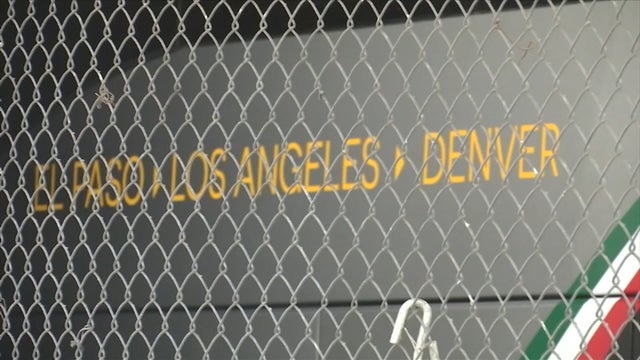 EL PASO › LOS ANGELES › DENVER